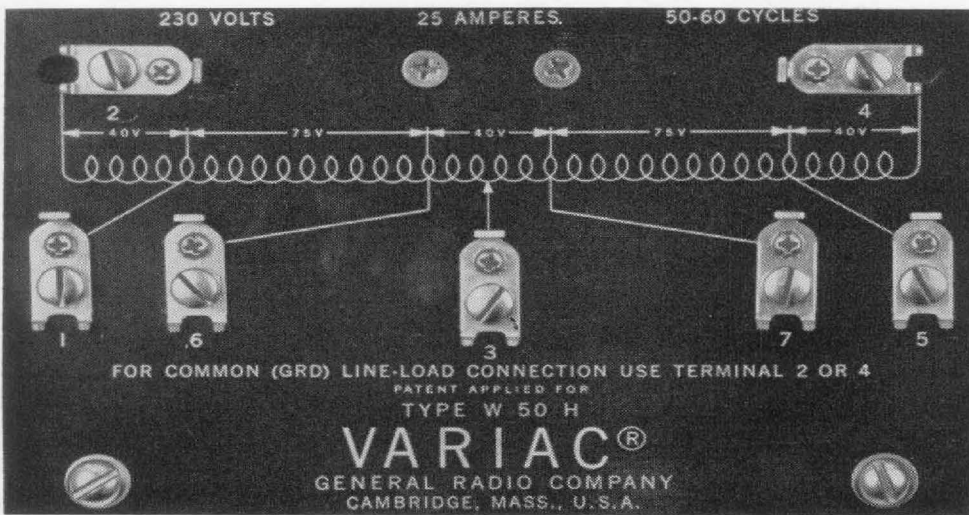 230 VOLTS 25 AMPERES. 50-60 CYCLES
2 4
40V 75V 40V 75V 40V
1 6 3 7 5
FOR COMMON (GRD) LINE-LOAD CONNECTION USE TERMINAL 2 OR 4
PATENT APPLIED FOR
TYPE W 50 H
VARIAC®
GENERAL RADIO COMPANY
CAMBRIDGE, MASS., U.S.A.